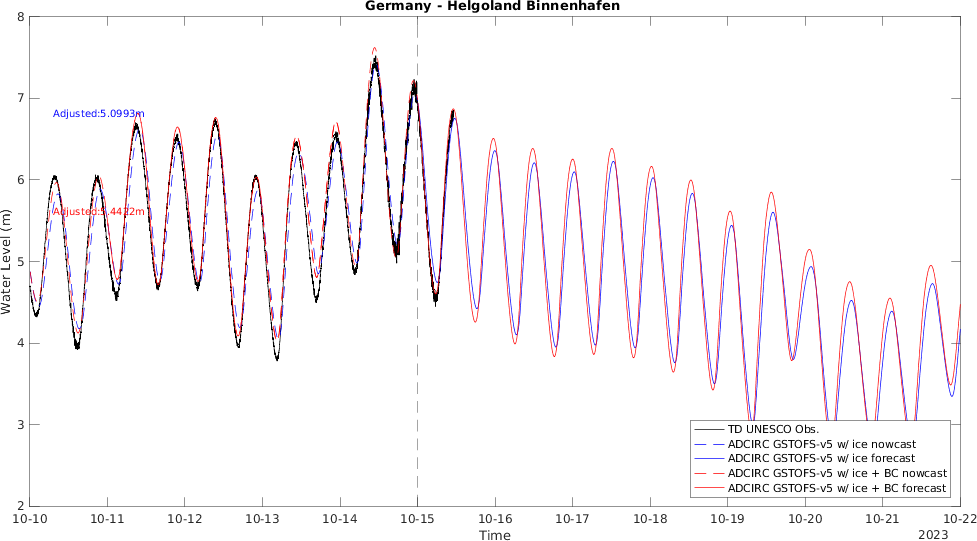 Germany - Helgoland Binnenhafen
8
7
6
5
4
3
2
Water Level (m)
Adjusted:5.0993m
Adjusted:5.4412m
TD UNESCO Obs.
ADCIRC GSTOFS-v5 w/ ice nowcast
ADCIRC GSTOFS-v5 w/ ice forecast
ADCIRC GSTOFS-v5 w/ ice + BC nowcast
ADCIRC GSTOFS-v5 w/ ice + BC forecast
10-10 10-11 10-12 10-13 10-14 10-15 10-16 10-17 10-18 10-19 10-20 10-21 10-22
Time
2023